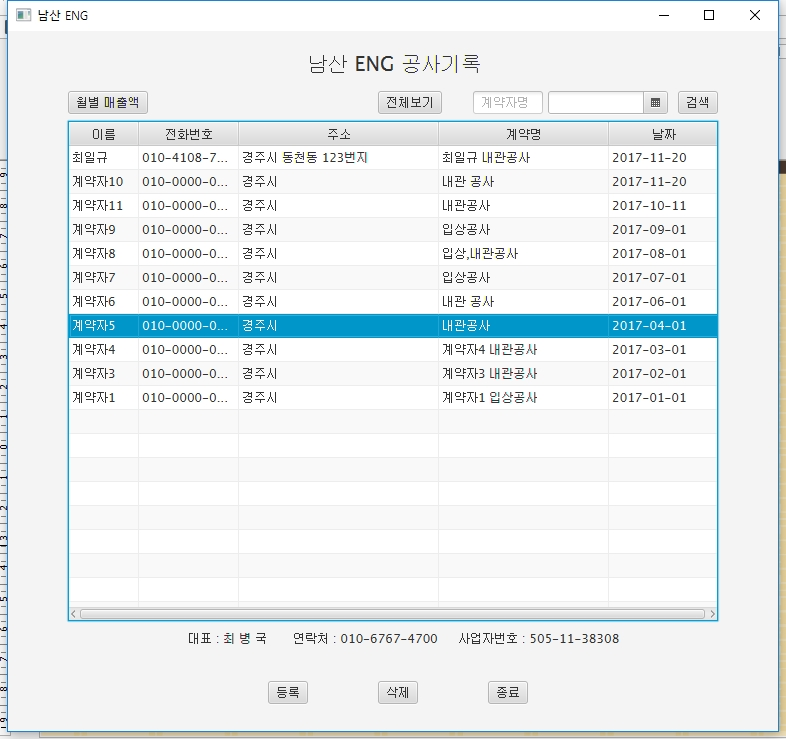 남산 ENG
남산 ENG 공사기록
월별 매출액 전체보기 계약자명 검색
이름 전화번호 주소 계약명 날짜
최일규 010-4108-7... 경주시 동천동 123번지 최일규 내관공사 2017-11-20
계약자10 010-0000-0... 경주시 내관 공사 2017-11-20
계약자11 010-0000-0... 경주시 내관공사 2017-10-11
계약자9 010-0000-0... 경주시 입상공사 2017-09-01
계약자8 010-0000-0... 경주시 입상,내관공사 2017-08-01
계약자7 010-0000-0... 경주시 입상공사 2017-07-01
계약자6 010-0000-0... 경주시 내관 공사 2017-06-01
계약자5 010-0000-0... 경주시 내관공사 2017-04-01
계약자4 010-0000-0... 경주시 계약자4 내관공사 2017-03-01
계약자3 010-0000-0... 경주시 계약자3 내관공사 2017-02-01
계약자1 010-0000-0... 경주시 계약자1 입상공사 2017-01-01
대표 : 최 병 국 연락처 : 010-6767-4700 사업자번호 : 505-11-38308
등록 삭제 종료